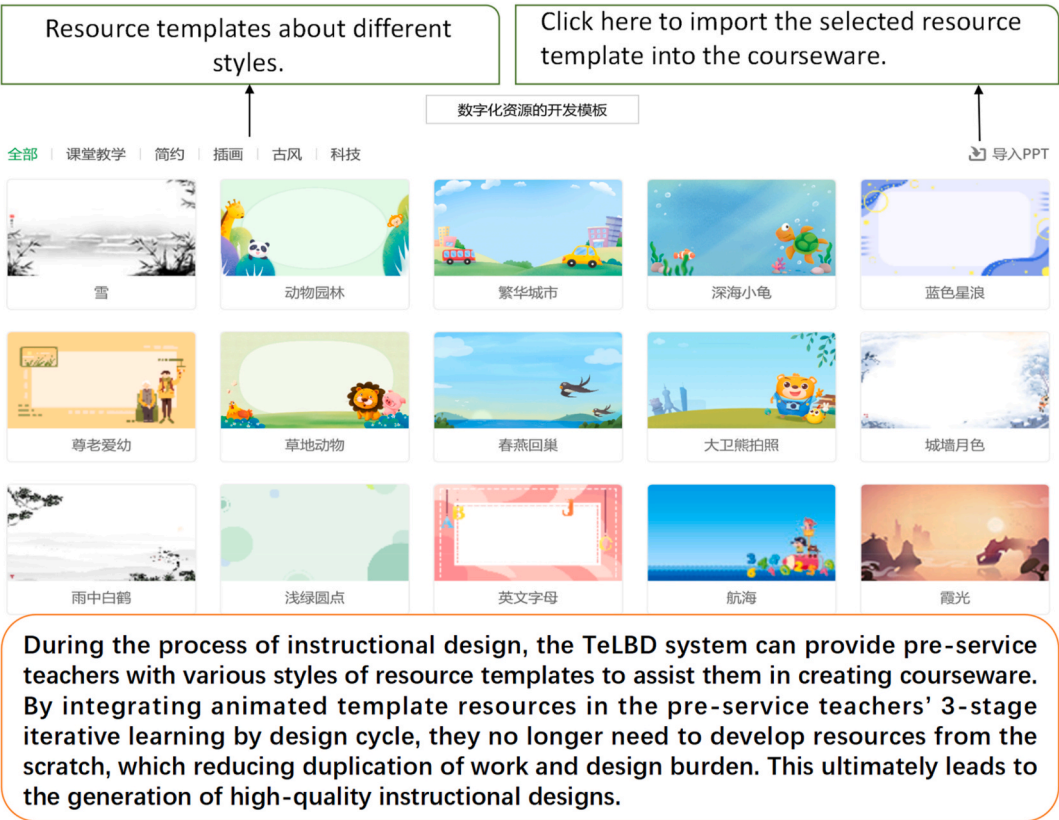 Resource templates about different
styles.
Click here to import the selected resource
template into the courseware.
数字化资源的开发模板
全部 课堂教学 简约 插画 古风 科技
导入PPT
雪 动物园林 繁华城市 深海小龟 蓝色星浪
尊老爱幼 草地动物 春燕回巢 大卫熊拍照 城墙月色
雨中白鹤 浅绿圆点 英文字母 航海 霞光
During the process of instructional design, the TeLBD system can provide pre-service
teachers with various styles of resource templates to assist them in creating courseware.
By integrating animated template resources in the pre-service teachers’ 3-stage
iterative learning by design cycle, they no longer need to develop resources from the
scratch, which reducing duplication of work and design burden. This ultimately leads to
the generation of high-quality instructional designs.